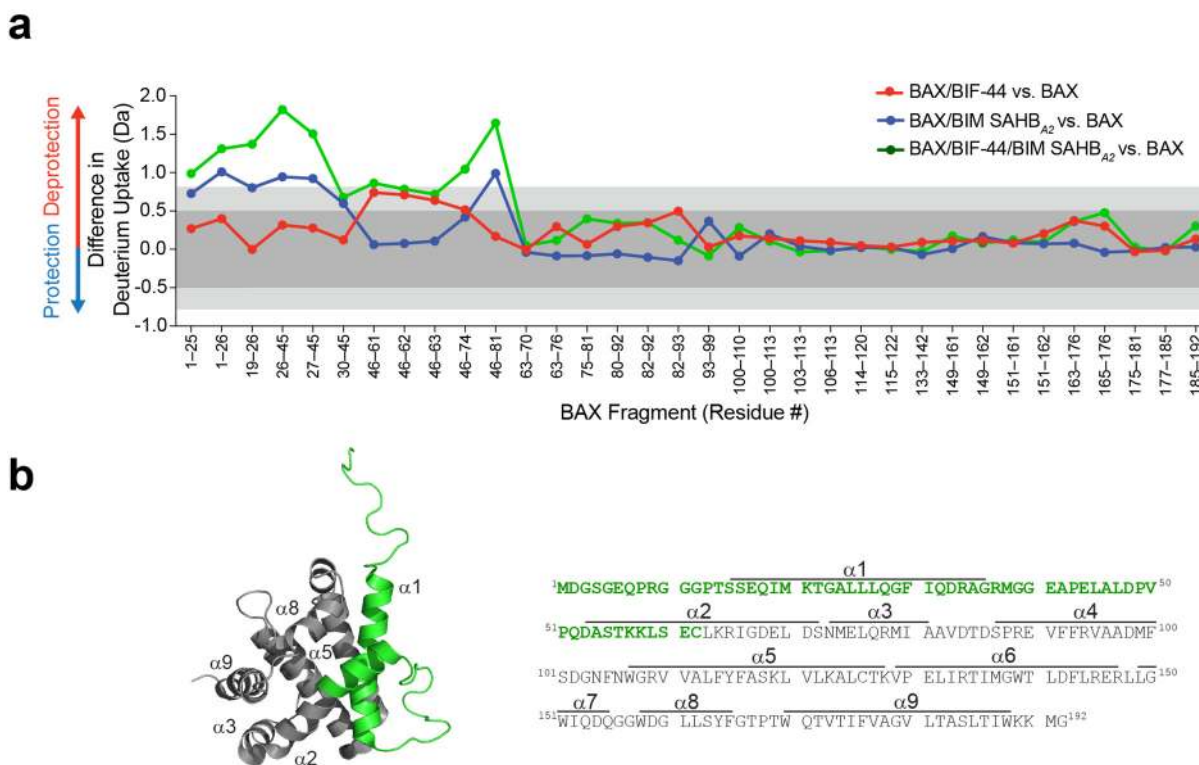 a
BAX/BIF-44 vs. BAX
BAX/BIM SAHBA2 vs. BAX
BAX/BIF-44/BIM SAHBA2 vs. BAX
Protection Deprotection
Difference in
Deuterium Uptake (Da)
2.0
1.5
1.0
0.5
0.0
-0.5
-1.0
1–25
1–26
19–26
26–45
27–45
30–45
46–61
46–62
46–63
46–74
46–81
63–70
63–76
75–81
80–92
82–92
82–93
93–99
100–110
100–113
103–113
106–113
114–120
115–122
133–142
149–161
149–162
151–161
151–162
163–176
165–176
175–181
177–185
185–192
BAX Fragment (Residue #)
b
α1
α8
α5
α9
α3
α2
α1
1MDGSGEQPRG GGPTSSEQIM KTGALLLQGF IQDRAGRMGG EAPELALDPV50
α2 α3 α4
51PQDASTKKLS ECLKRIGDEL DSNMELQRMI AAVDTDSPRE VFFRVAADMF100
α5 α6
101SDGNFNWGRV VALFYFASKL VLKALCTKVP ELIRTIMGWT LDFLRERLLG150
α7 α8 α9
151WIQDQGGWDG LLSYFGTPTW QTVTIFVAGV LTASLTIWKK MG192